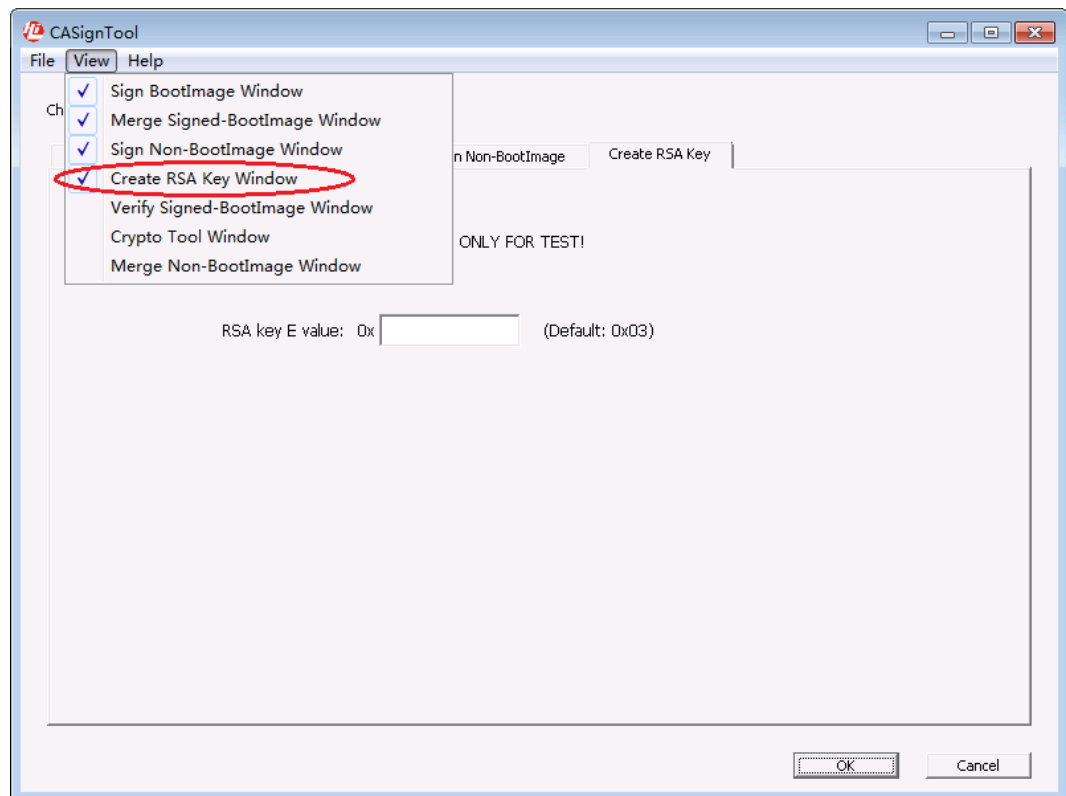 CASignTool
File View Help
Sign BootImage Window
Ch
Merge Signed-BootImage Window
Sign Non-BootImage Window
n Non-BootImage Create RSA Key
Create RSA Key Window
Verify Signed-BootImage Window
Crypto Tool Window
ONLY FOR TEST!
Merge Non-BootImage Window
RSA key E value: 0x (Default: 0x03)
OK Cancel